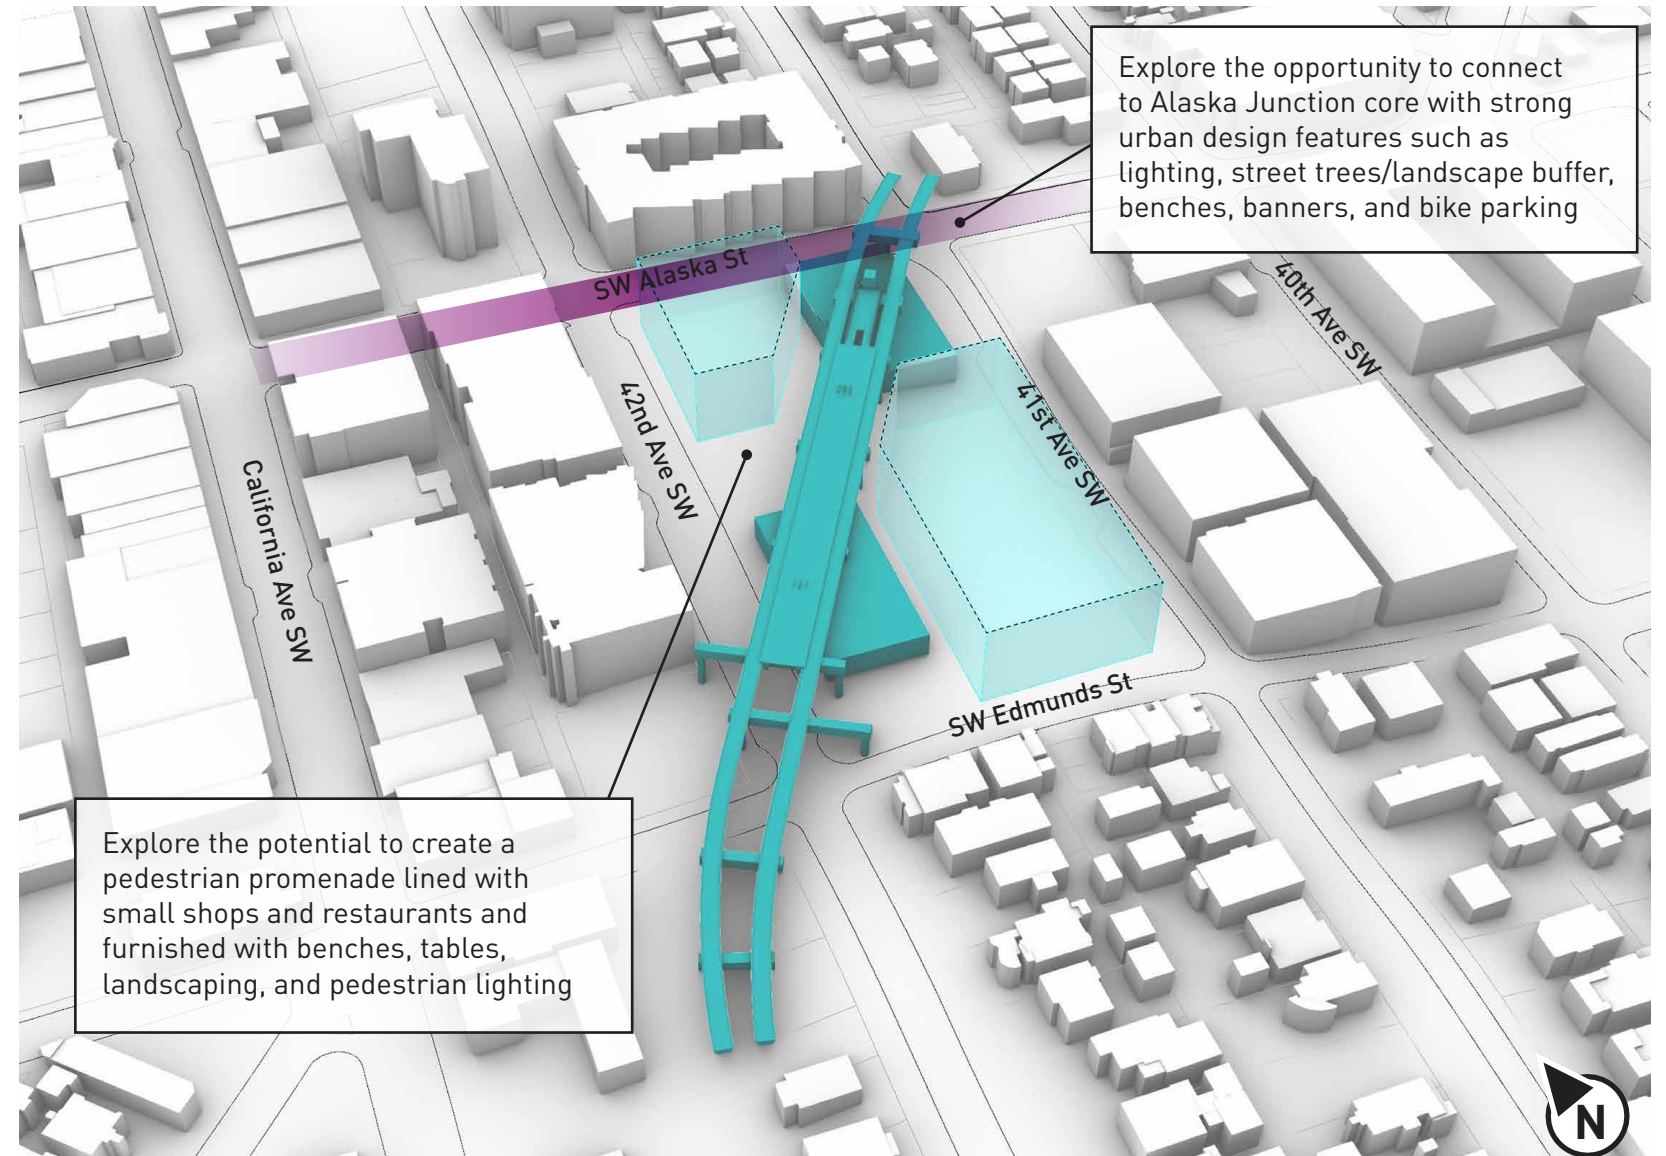 Explore the opportunity to connect
to Alaska Junction core with strong
urban design features such as
lighting, street trees/landscape buffer,
benches, banners, and bike parking
SW Alaska St
40th Ave SW
41st Ave SW
42nd Ave SW
California Ave SW
SW Edmunds St
Explore the potential to create a
pedestrian promenade lined with
small shops and restaurants and
furnished with benches, tables,
landscaping, and pedestrian lighting
N